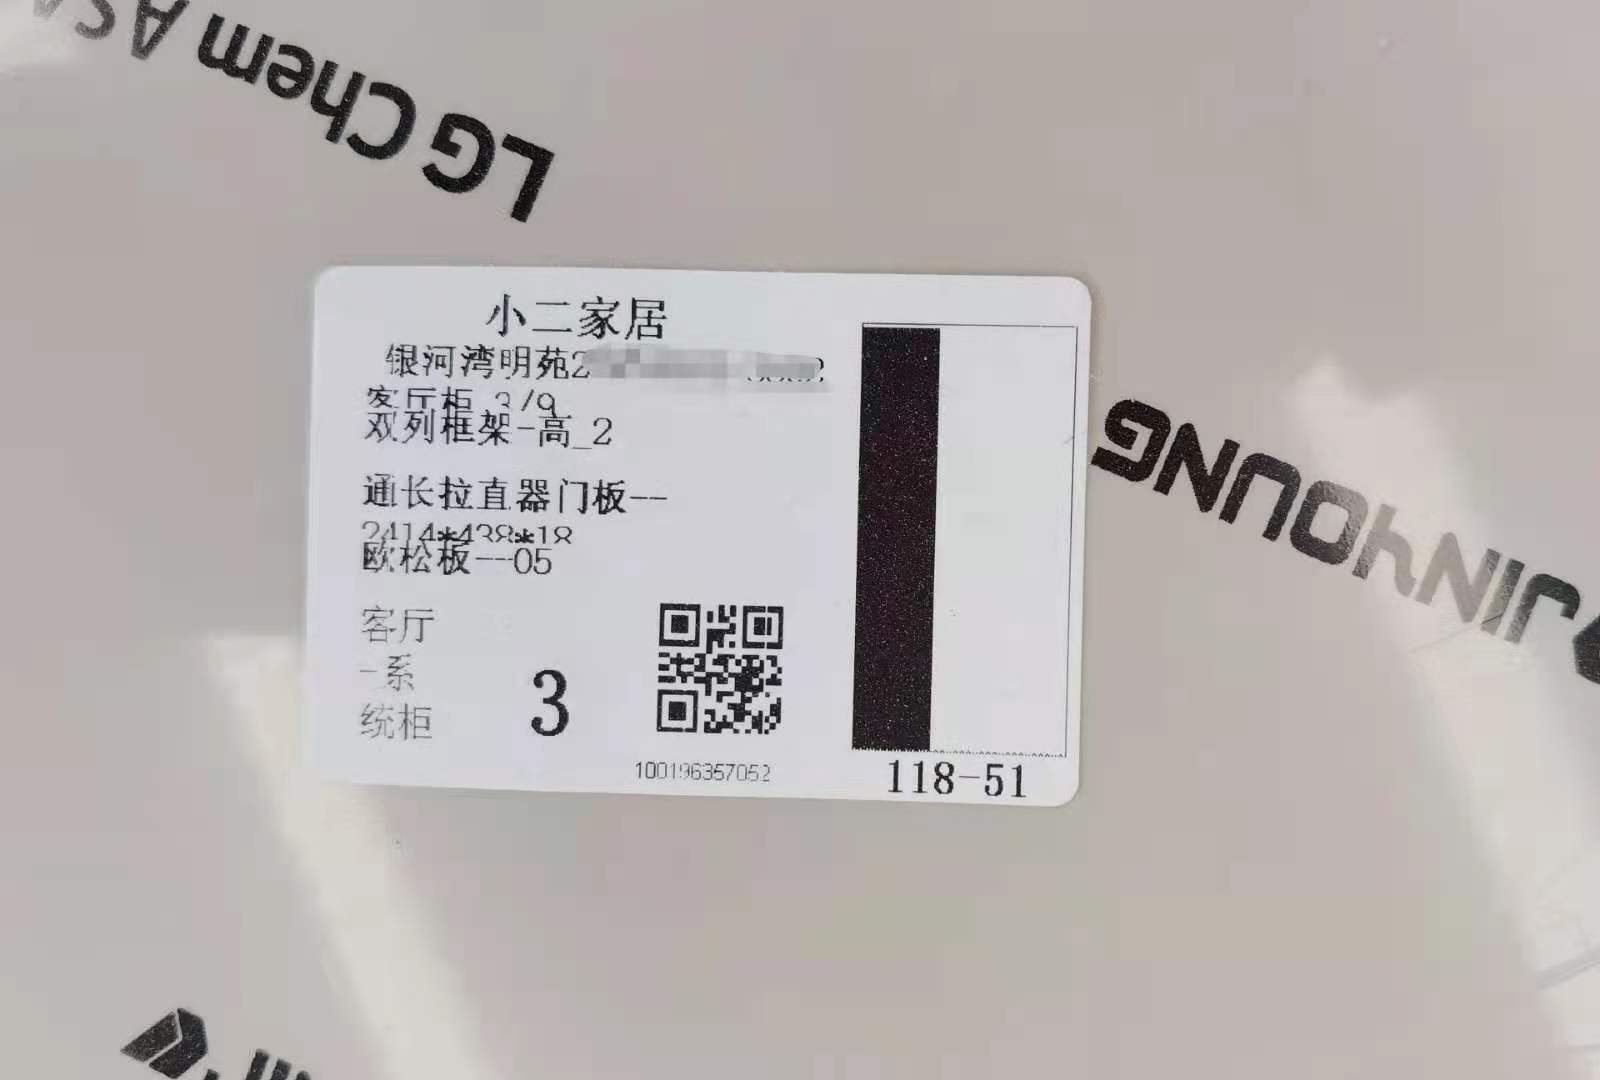 LG Chem
小二家居
银河湾明苑2
客厅柜 3/9
双列框架-高_2
通长拉直器门板--
2414*438*18
欧松板--05
客厅
-系
统柜
3
100196357052
118-51
JINYOUNG